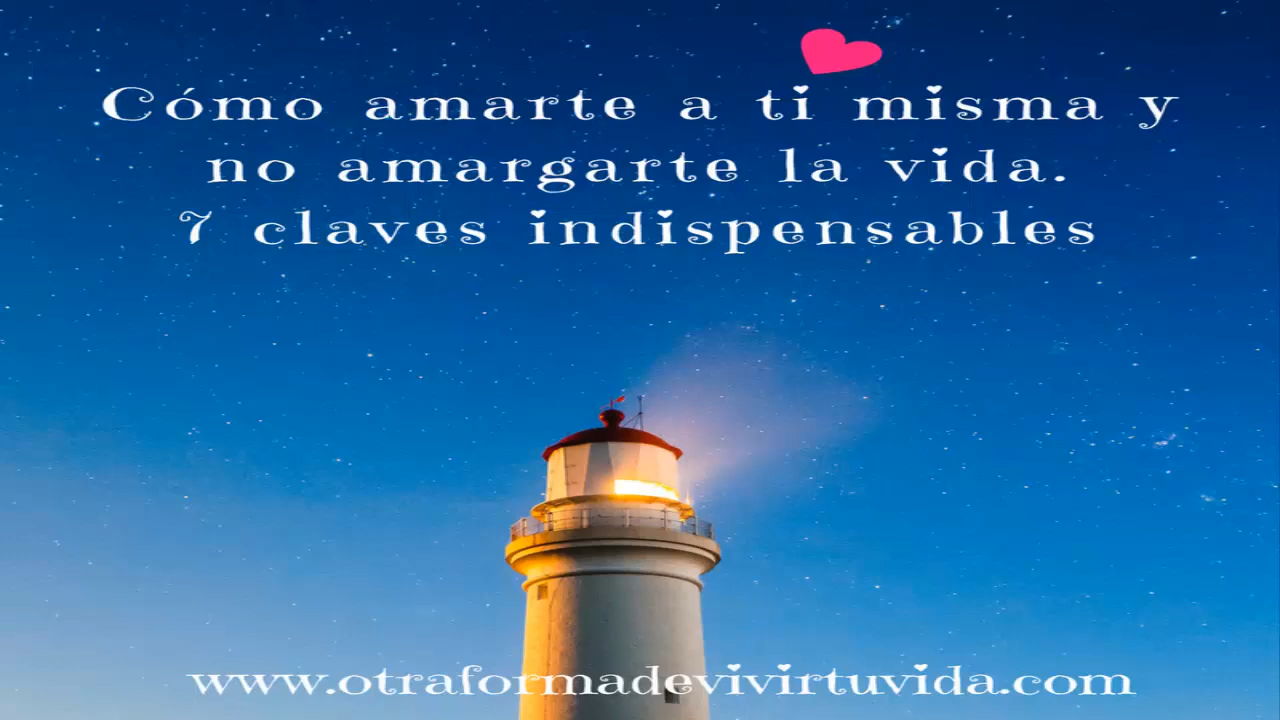 Cómo amarte a ti misma y
no amargarte la vida.
7 claves indispensables
www.otraformadevivirtuvida.com